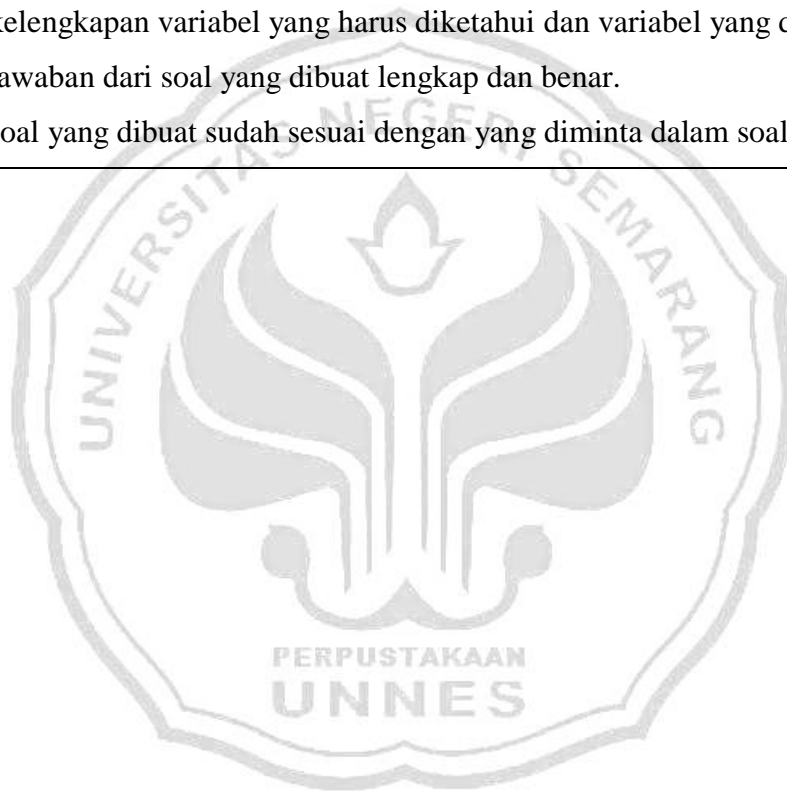 kelengkapan variabel yang harus diketahui dan variabel yang
awaban dari soal yang dibuat lengkap dan benar.
oal yang dibuat sudah sesuai dengan yang diminta dalam soal
UNIVERSITAS NEGERI SEMARANG
PERPUSTAKAAN
UNNES